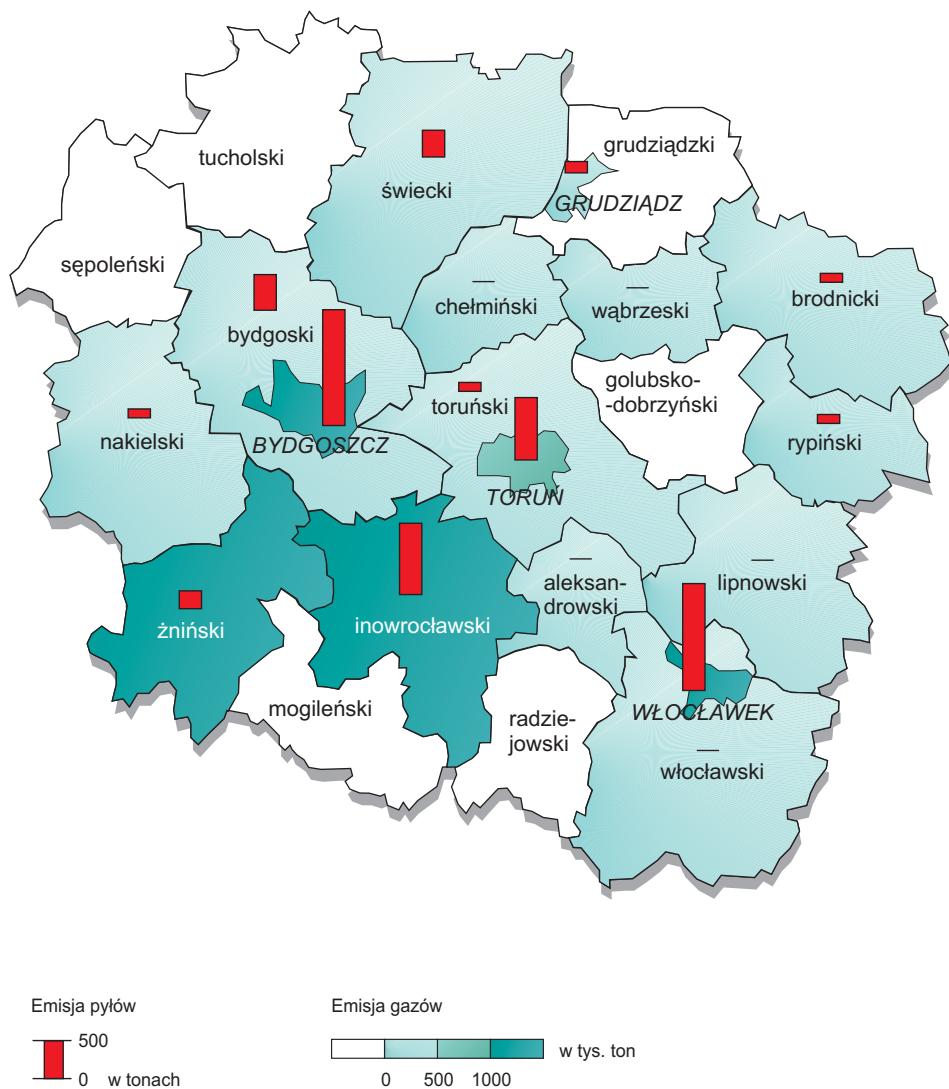 tucholski
grudziądzki
świecki
GRUDZIĄDZ
sępoleński
chełmiński
wąbrzeski
brodnicki
bydgoski
golubsko-
-dobrzyński
toruński
nakielski
BYDGOSZCZ
rypiński
TORUŃ
aleksan-
drowski
lipnowski
żniński
inowrocławski
mogileński
radzie-
jowski
WŁOCŁAWEK
włocławski
Emisja pyłów
500
0 w tonach
Emisja gazów
w tys. ton
0 500 1000